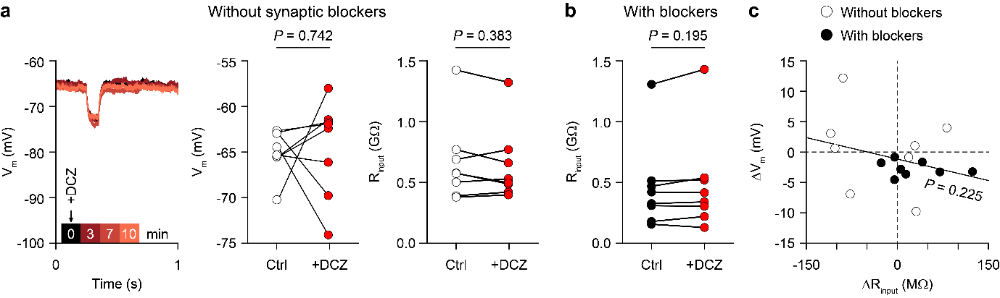 a
Without synaptic blockers
b
With blockers
c
Without blockers
With blockers
P = 0.742
P = 0.383
P = 0.195
-60
-70
-80
-90
-100
Vm (mV)
+DCZ
0 3 7 10 min
0 1
Time (s)
-55
-60
-65
-70
-75
Vm (mV)
Ctrl +DCZ
1.5
1.0
0.5
0.0
Rinput (GΩ)
Ctrl +DCZ
1.5
1.0
0.5
0.0
Rinput (GΩ)
Ctrl +DCZ
15
10
5
0
-5
-10
-15
ΔVm (mV)
P = 0.225
-150 0 150
ΔRinput (MΩ)